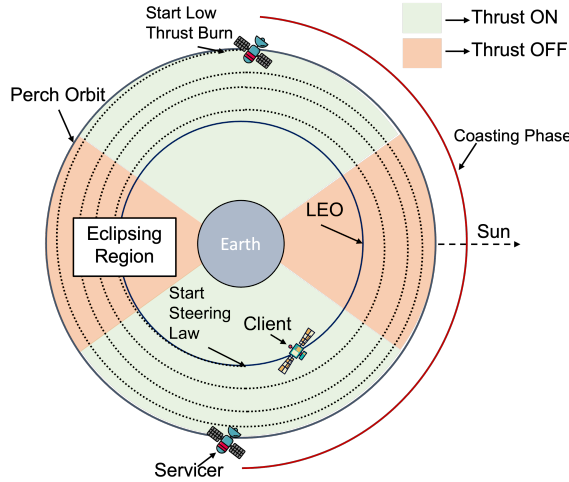 Start Low
Thrust Burn
Thrust ON
Thrust OFF
Perch Orbit
Coasting Phase
LEO
Sun
Eclipsing
Region
Earth
Start
Steering
Law
Client
Servicer